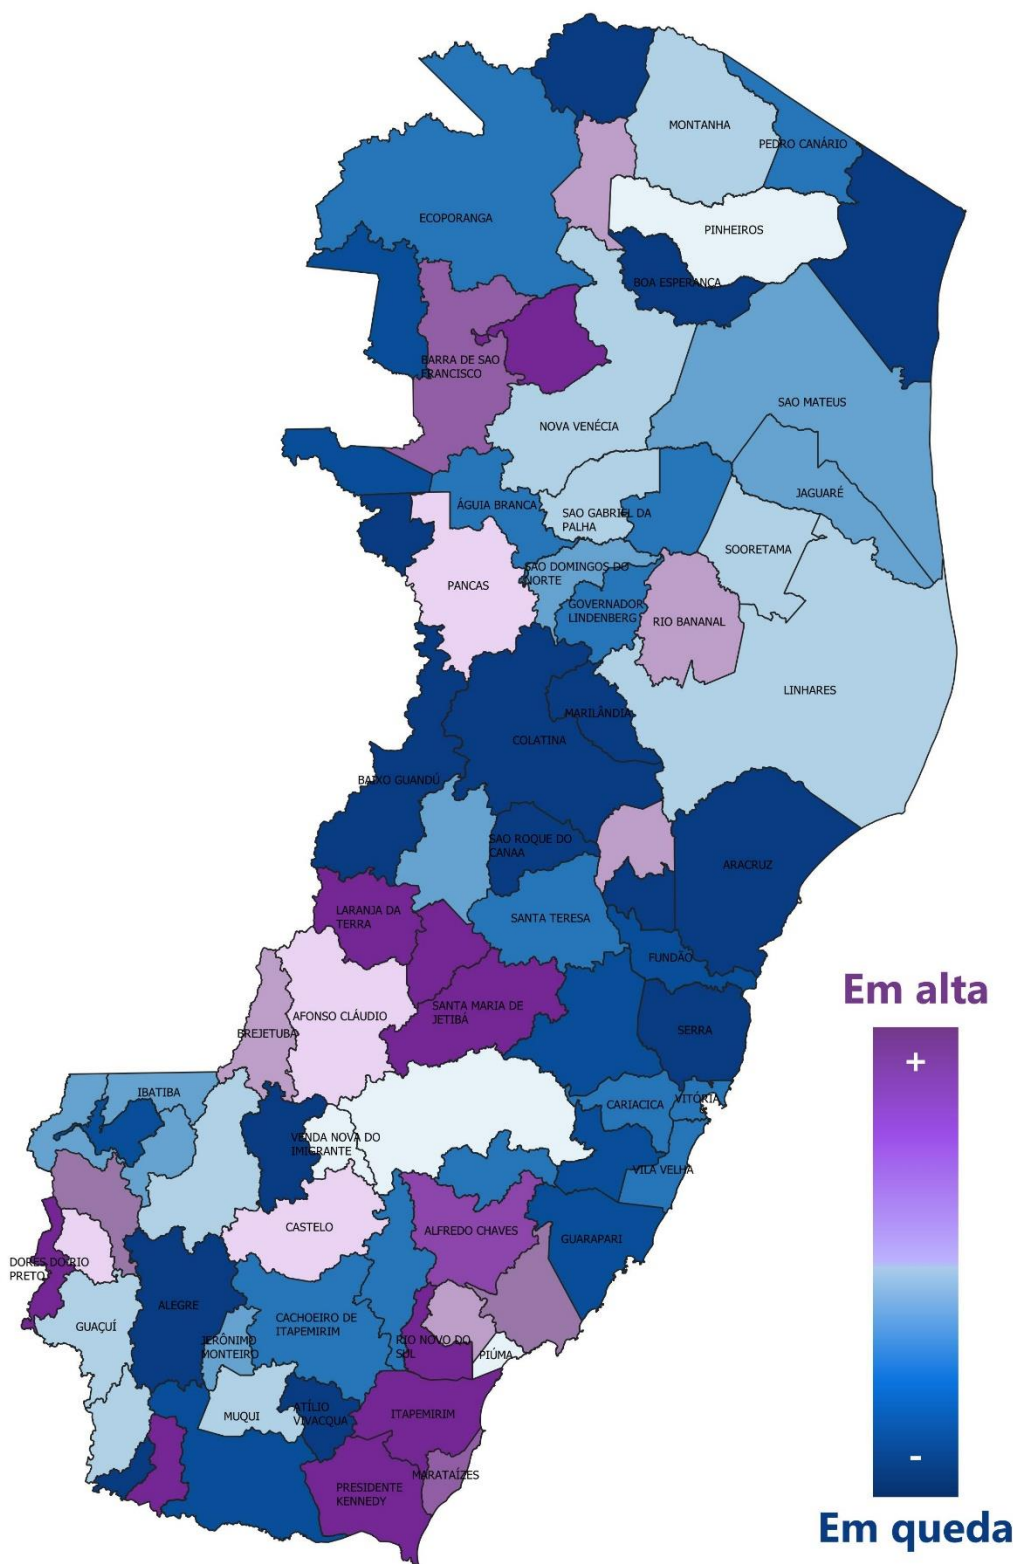 MONTANHA
PEDRO CANÁRIO
ECOPORANGA
PINHEIROS
BOA ESPERANÇA
BARRA DE SAO
FRANCISCO
SAO MATEUS
NOVA VENÉCIA
JAGUARÉ
ÁGUIA BRANCA
SAO GABRIEL DA
PALHA
SOORETAMA
SAO DOMINGOS DO
NORTE
PANCAS
GOVERNADOR
LINDENBERG
RIO BANANAL
LINHARES
MARILÂNDIA
COLATINA
BAIXO GUANDÚ
SAO ROQUE DO
CANAA
ARACRUZ
LARANJA DA
TERRA
SANTA TERESA
FUNDÃO
Em alta
SANTA MARIA DE
JETIBÁ
AFONSO CLÁUDIO
BREJETUBA
SERRA
+
IBATIBA
CARIACICA
VITÓRIA
VENDA NOVA DO
IMIGRANTE
VILA VELHA
CASTELO
ALFREDO CHAVES
GUARAPARI
DORES DO RIO
PRETO
ALEGRE
GUAÇUÍ
CACHOEIRO DE
ITAPEMIRIM
JERÔNIMO
MONTEIRO
RIO NOVO DO
SUL
PIÚMA
MUQUI
ATÍLIO
VIVACQUA
ITAPEMIRIM
-
MARATAÍZES
PRESIDENTE
KENNEDY
Em queda